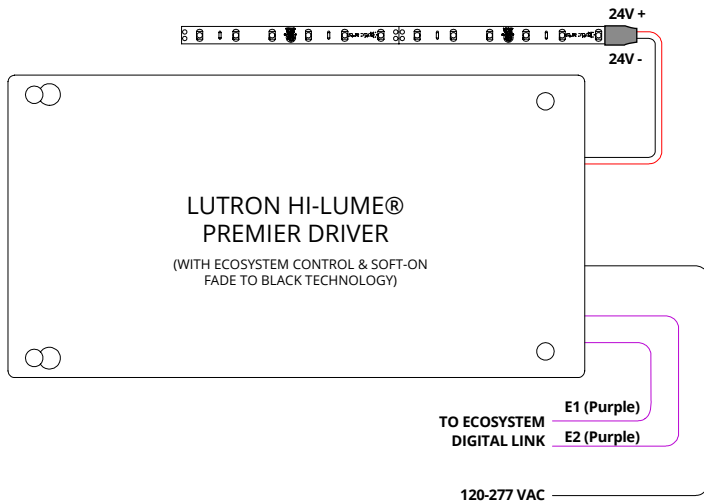 24V +
24V -
LUTRON HI-LUME®
PREMIER DRIVER
(WITH ECOSYSTEM CONTROL & SOFT-ON
FADE TO BLACK TECHNOLOGY)
E1 (Purple)
TO ECOSYSTEM
DIGITAL LINK
E2 (Purple)
120-277 VAC